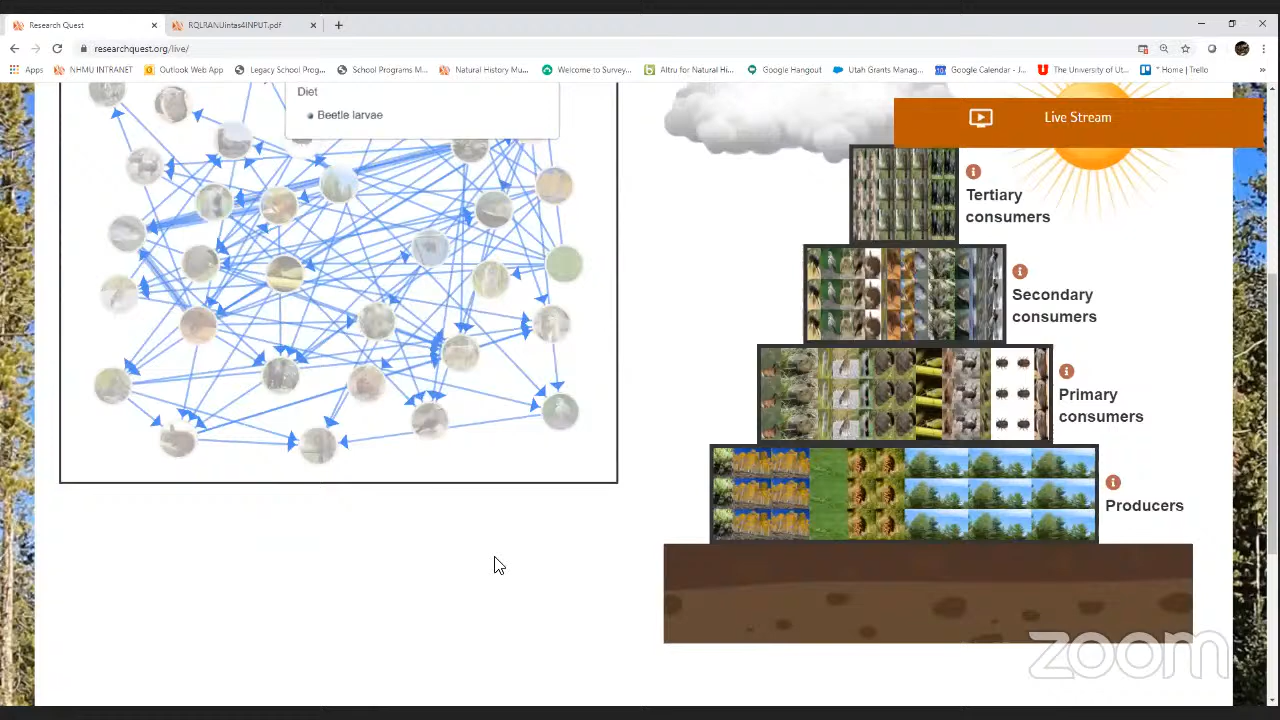 Research Quest
RQLRANUintas4INPUT.pdf
researchquest.org/live/
Apps
NHMU INTRANET
Outlook Web App
Legacy School Prog...
School Programs M...
Natural History Mu...
Welcome to Survey...
Altru for Natural Hi...
Google Hangout
Utah Grants Manag...
Google Calendar - J...
The University of Ut...
* Home | Trello
Diet
Beetle larvae
Live Stream
Tertiary
consumers
Secondary
consumers
Primary
consumers
Producers
zoom